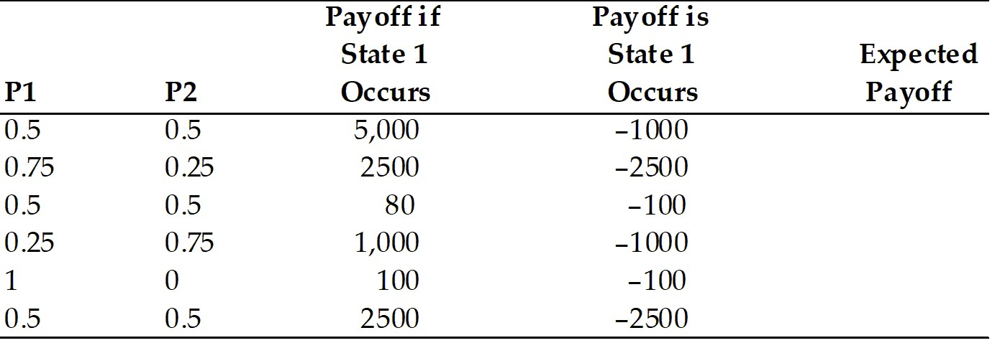 Payoff if Payoff is
State 1 State 1 Expected
P1 P2 Occurs Occurs Payoff
0.5 0.5 5,000 –1000
0.75 0.25 2500 –2500
0.5 0.5 80 –100
0.25 0.75 1,000 –1000
1 0 100 –100
0.5 0.5 2500 –2500